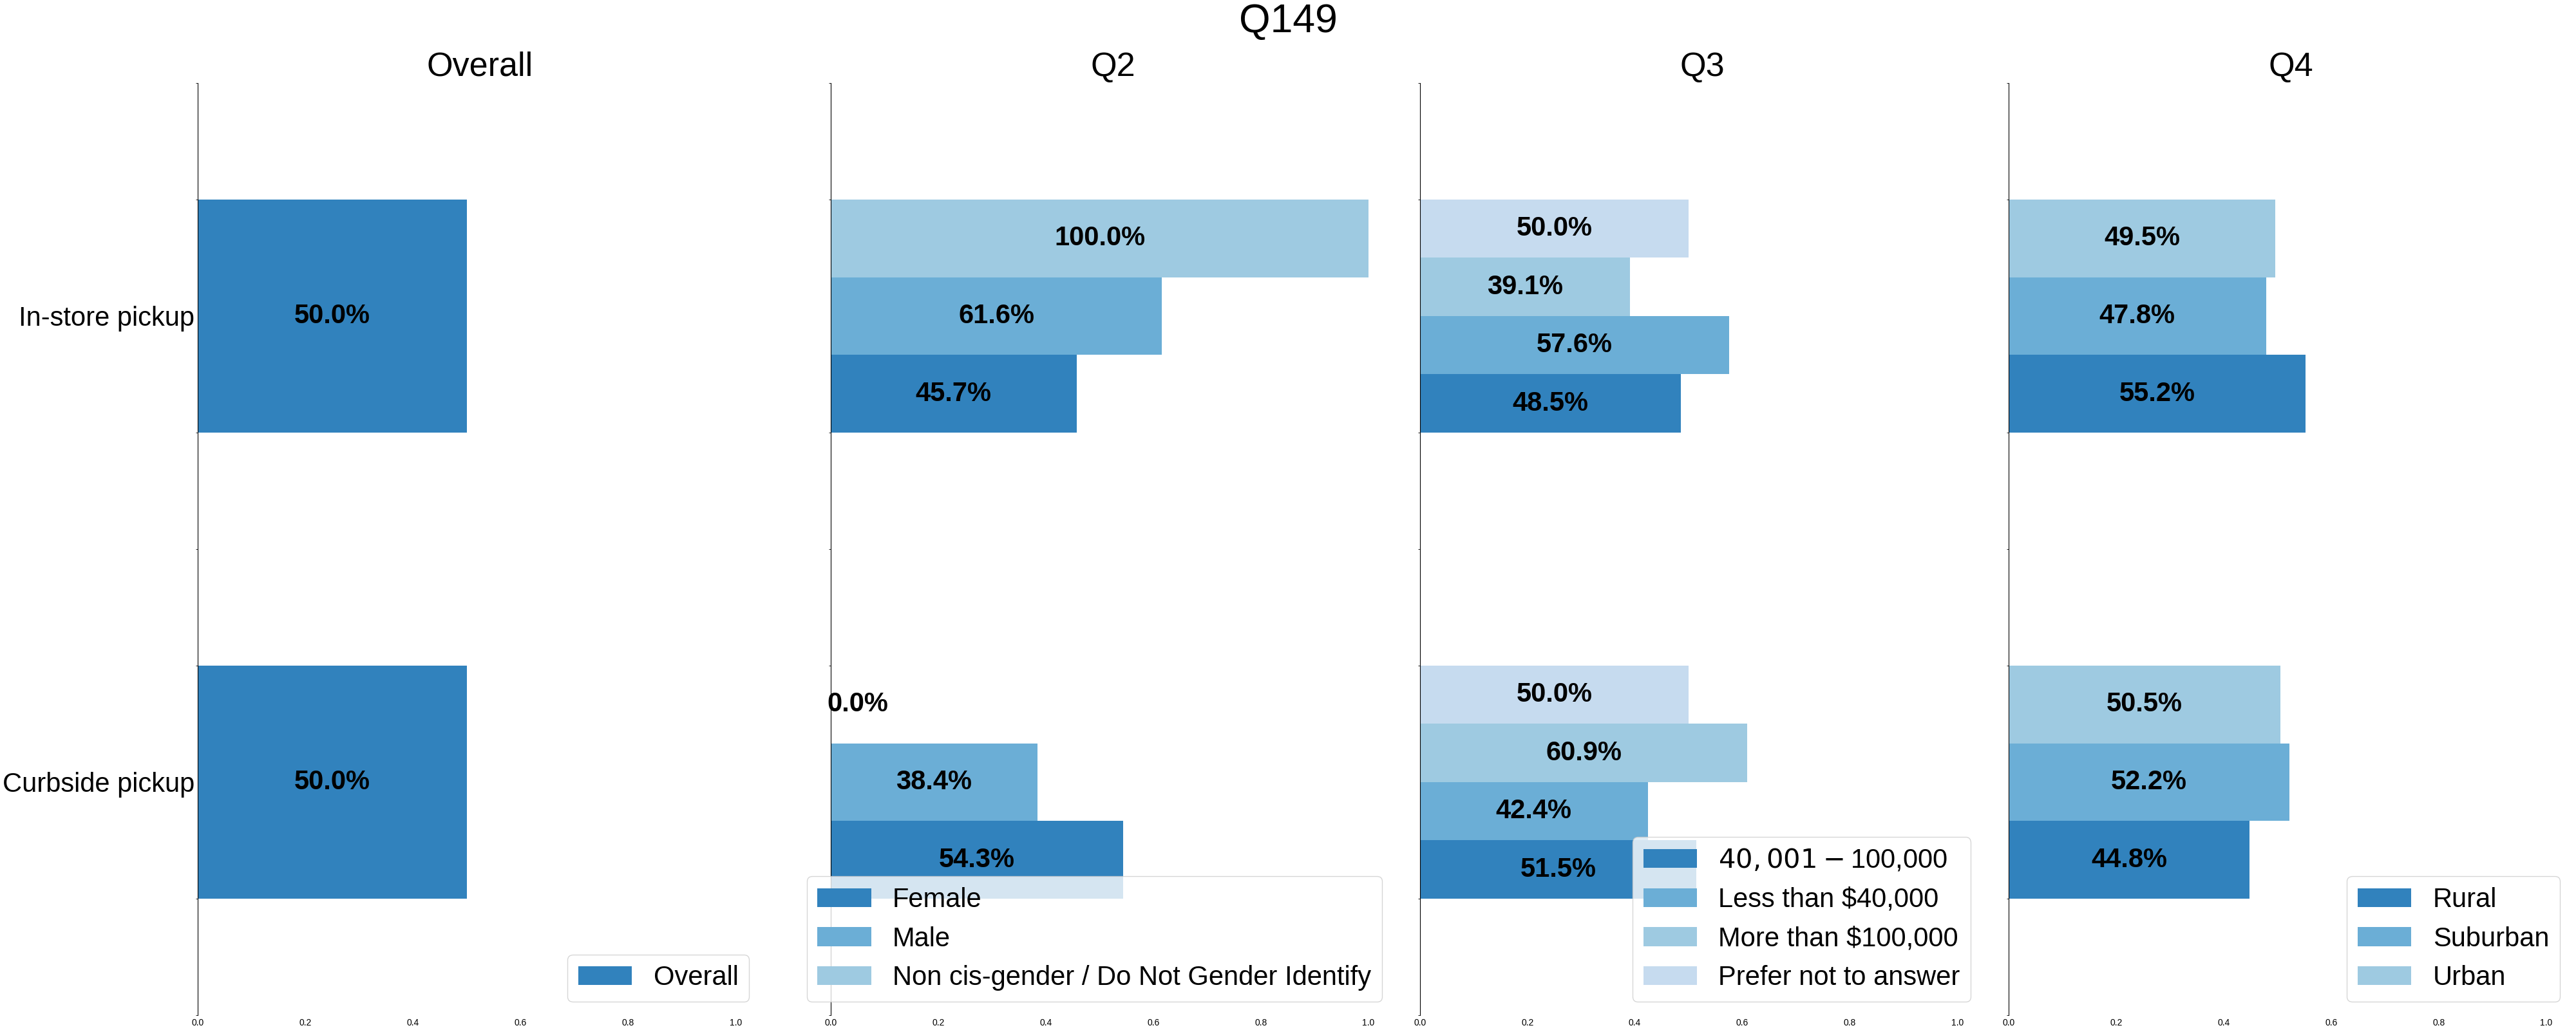 Q149
Overall
In-store pickup
50.0%
Curbside pickup
50.0%
Overall
0.0 0.2 0.4 0.6 0.8 1.0
Q2
100.0%
61.6%
45.7%
0.0%
38.4%
54.3%
Female
Male
Non cis-gender / Do Not Gender Identify
0.0 0.2 0.4 0.6 0.8 1.0
Q3
50.0%
39.1%
57.6%
48.5%
50.0%
60.9%
42.4%
51.5%
40,001 − 100,000
Less than $40,000
More than $100,000
Prefer not to answer
0.0 0.2 0.4 0.6 0.8 1.0
Q4
49.5%
47.8%
55.2%
50.5%
52.2%
44.8%
Rural
Suburban
Urban
0.0 0.2 0.4 0.6 0.8 1.0